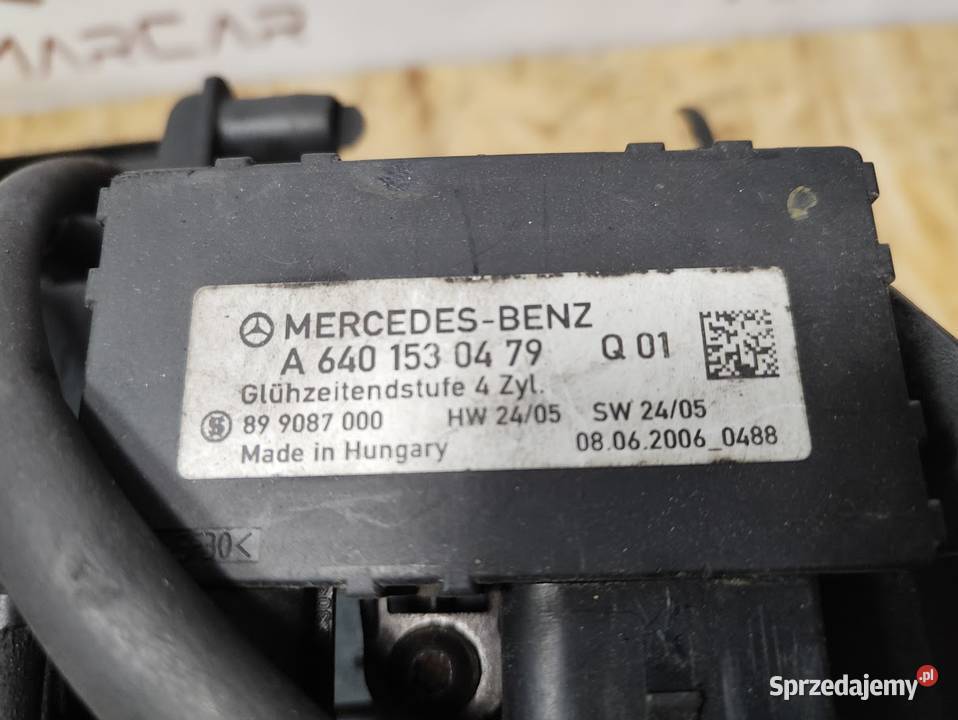 MARCAR
MERCEDES-BENZ
A 640 153 04 79 Q 01
Glühzeitendstufe 4 Zyl.
89 9087 000 HW 24/05 SW 24/05
Made in Hungary 08.06.2006_0488
Sprzedajemy.pl